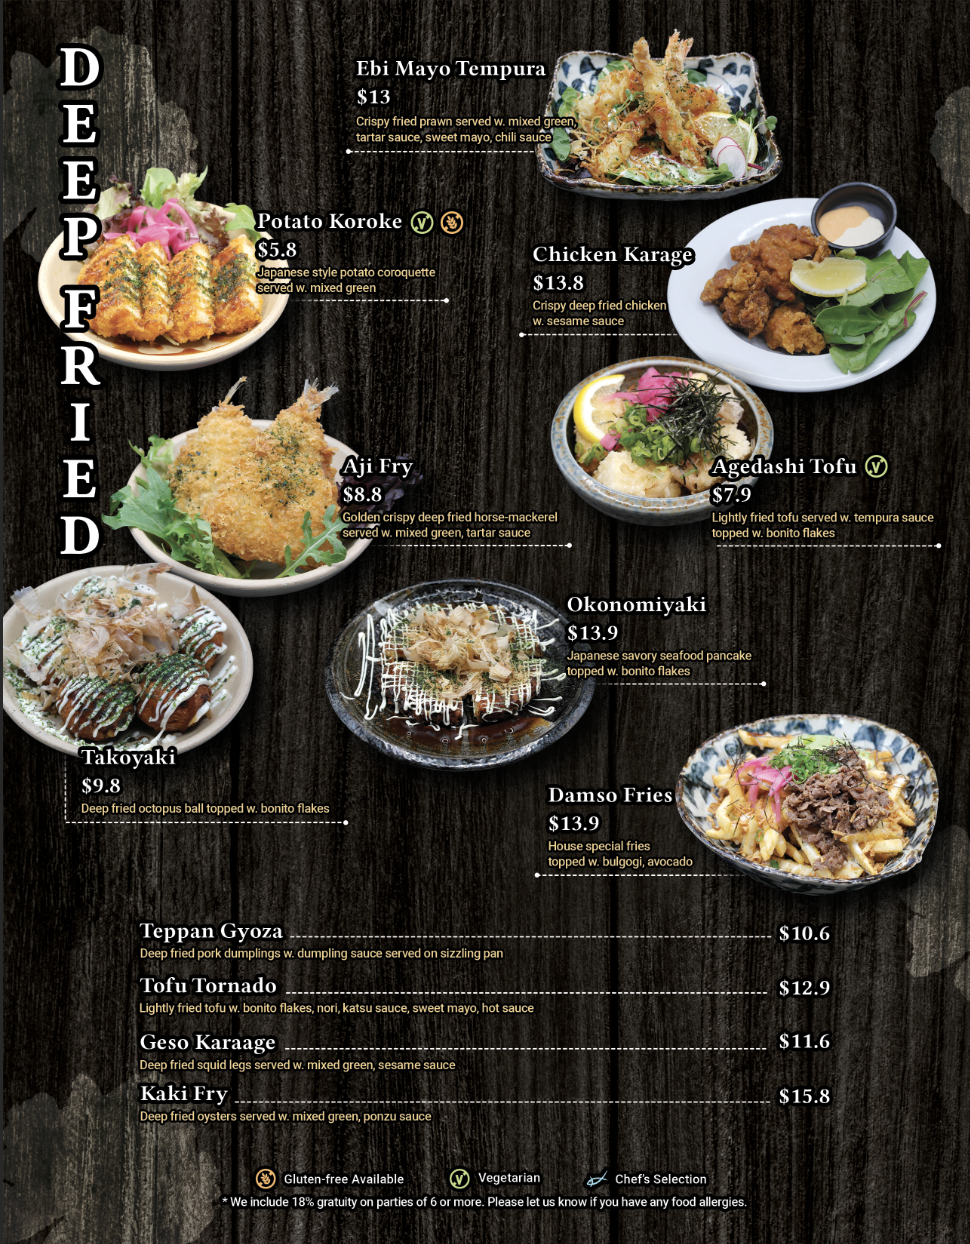 DEEP FRIED
Ebi Mayo Tempura
$13
Crispy fried prawn served w. mixed green,
tartar sauce, sweet mayo, chili sauce
Potato Koroke
$5.8
Japanese style potato coroquette
served w. mixed green
Chicken Karage
$13.8
Crispy deep fried chicken
w. sesame sauce
Aji Fry
$8.8
Golden crispy deep fried horse-mackerel
served w. mixed green, tartar sauce
Agedashi Tofu
$7.9
Lightly fried tofu served w. tempura sauce
topped w. bonito flakes
Okonomiyaki
$13.9
Japanese savory seafood pancake
topped w. bonito flakes
Takoyaki
$9.8
Deep fried octopus ball topped w. bonito flakes
Damso Fries
$13.9
House special fries
topped w. bulgogi, avocado
Teppan Gyoza $10.6
Deep fried pork dumplings w. dumpling sauce served on sizzling pan
Tofu Tornado $12.9
Lightly fried tofu w. bonito flakes, nori, katsu sauce, sweet mayo, hot sauce
Geso Karaage $11.6
Deep fried squid legs served w. mixed green, sesame sauce
Kaki Fry $15.8
Deep fried oysters served w. mixed green, ponzu sauce
Gluten-free Available V Vegetarian Chef's Selection
* We include 18% gratuity on parties of 6 or more. Please let us know if you have any food allergies.